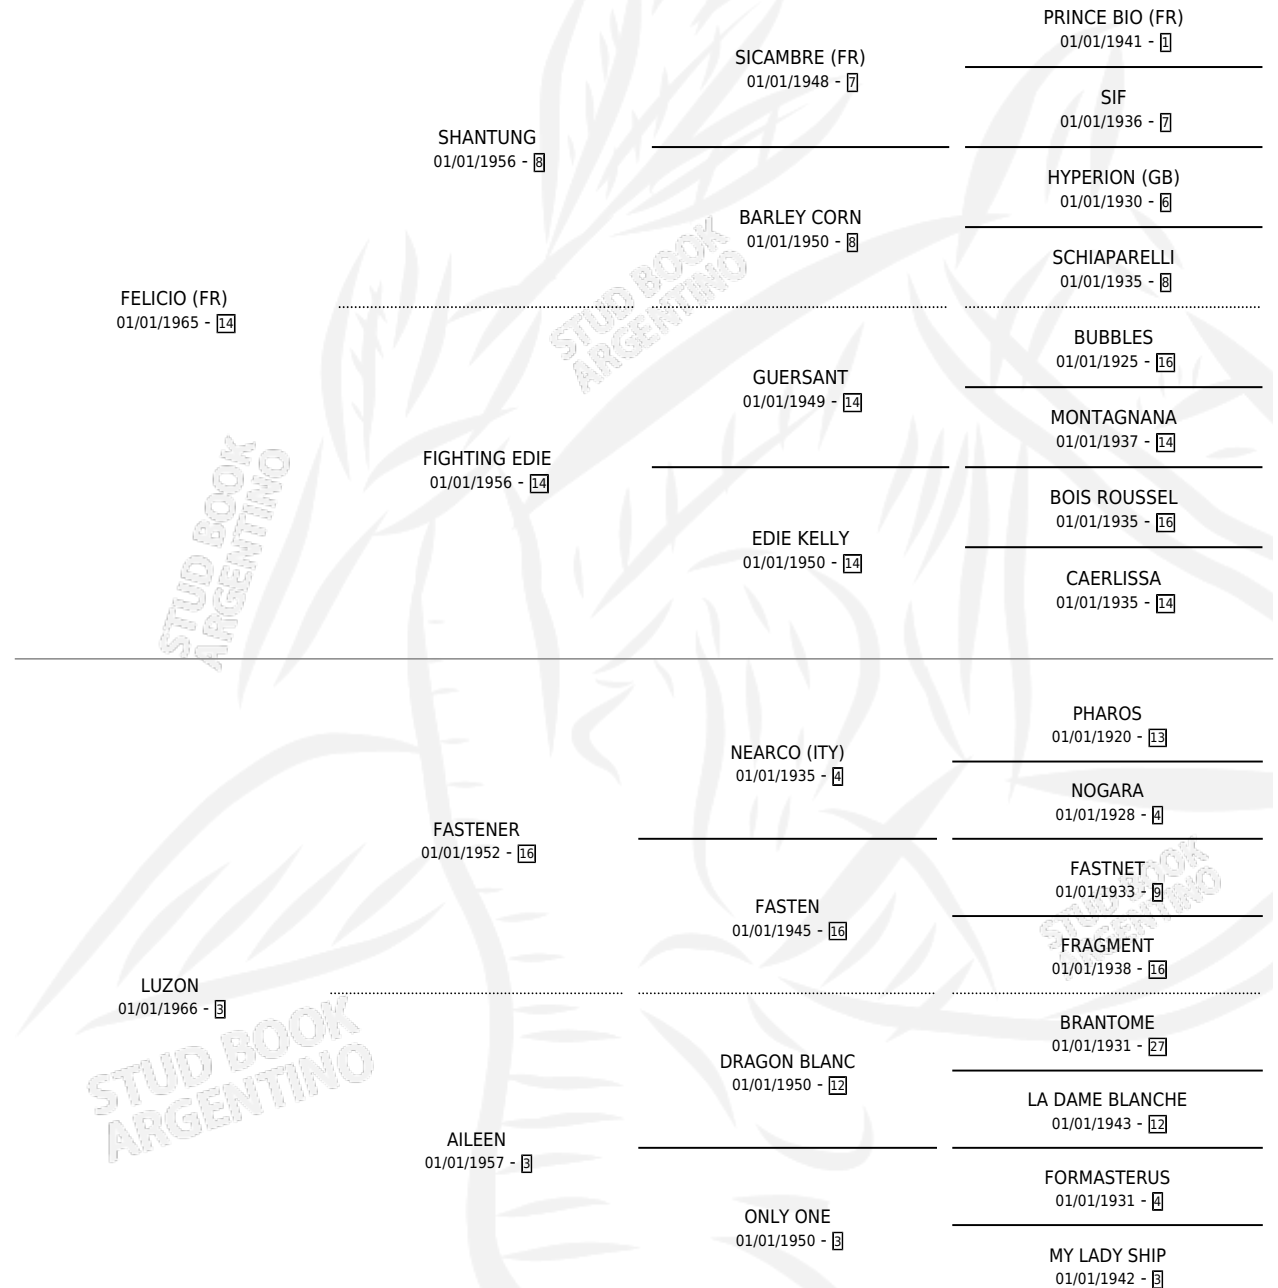 PRINCE BIO (FR)
01/01/1941 - 1
SICAMBRE (FR)
01/01/1948 - 7
SIF
01/01/1936 - 7
SHANTUNG
01/01/1956 - 8
HYPERION (GB)
01/01/1930 - 6
BARLEY CORN
01/01/1950 - 8
SCHIAPARELLI
01/01/1935 - 8
FELICIO (FR)
01/01/1965 - 14
STUD BOOK
ARGENTINO
BUBBLES
01/01/1925 - 16
GUERSANT
01/01/1949 - 14
MONTAGNANA
01/01/1937 - 14
FIGHTING EDIE
01/01/1956 - 14
BOIS ROUSSEL
01/01/1935 - 16
EDIE KELLY
01/01/1950 - 14
CAERLISSA
01/01/1935 - 14
STUD BOOK
ARGENTINO
PHAROS
01/01/1920 - 13
NEARCO (ITY)
01/01/1935 - 4
NOGARA
01/01/1928 - 4
FASTENER
01/01/1952 - 16
FASTNET
01/01/1933 - 9
FASTEN
01/01/1945 - 16
STUD BOOK
ARGENTINO
FRAGMENT
01/01/1938 - 16
LUZON
01/01/1966 - 3
STUD BOOK
ARGENTINO
BRANTOME
01/01/1931 - 27
DRAGON BLANC
01/01/1950 - 12
LA DAME BLANCHE
01/01/1943 - 12
AILEEN
01/01/1957 - 3
FORMASTERUS
01/01/1931 - 4
ONLY ONE
01/01/1950 - 3
MY LADY SHIP
01/01/1942 - 3